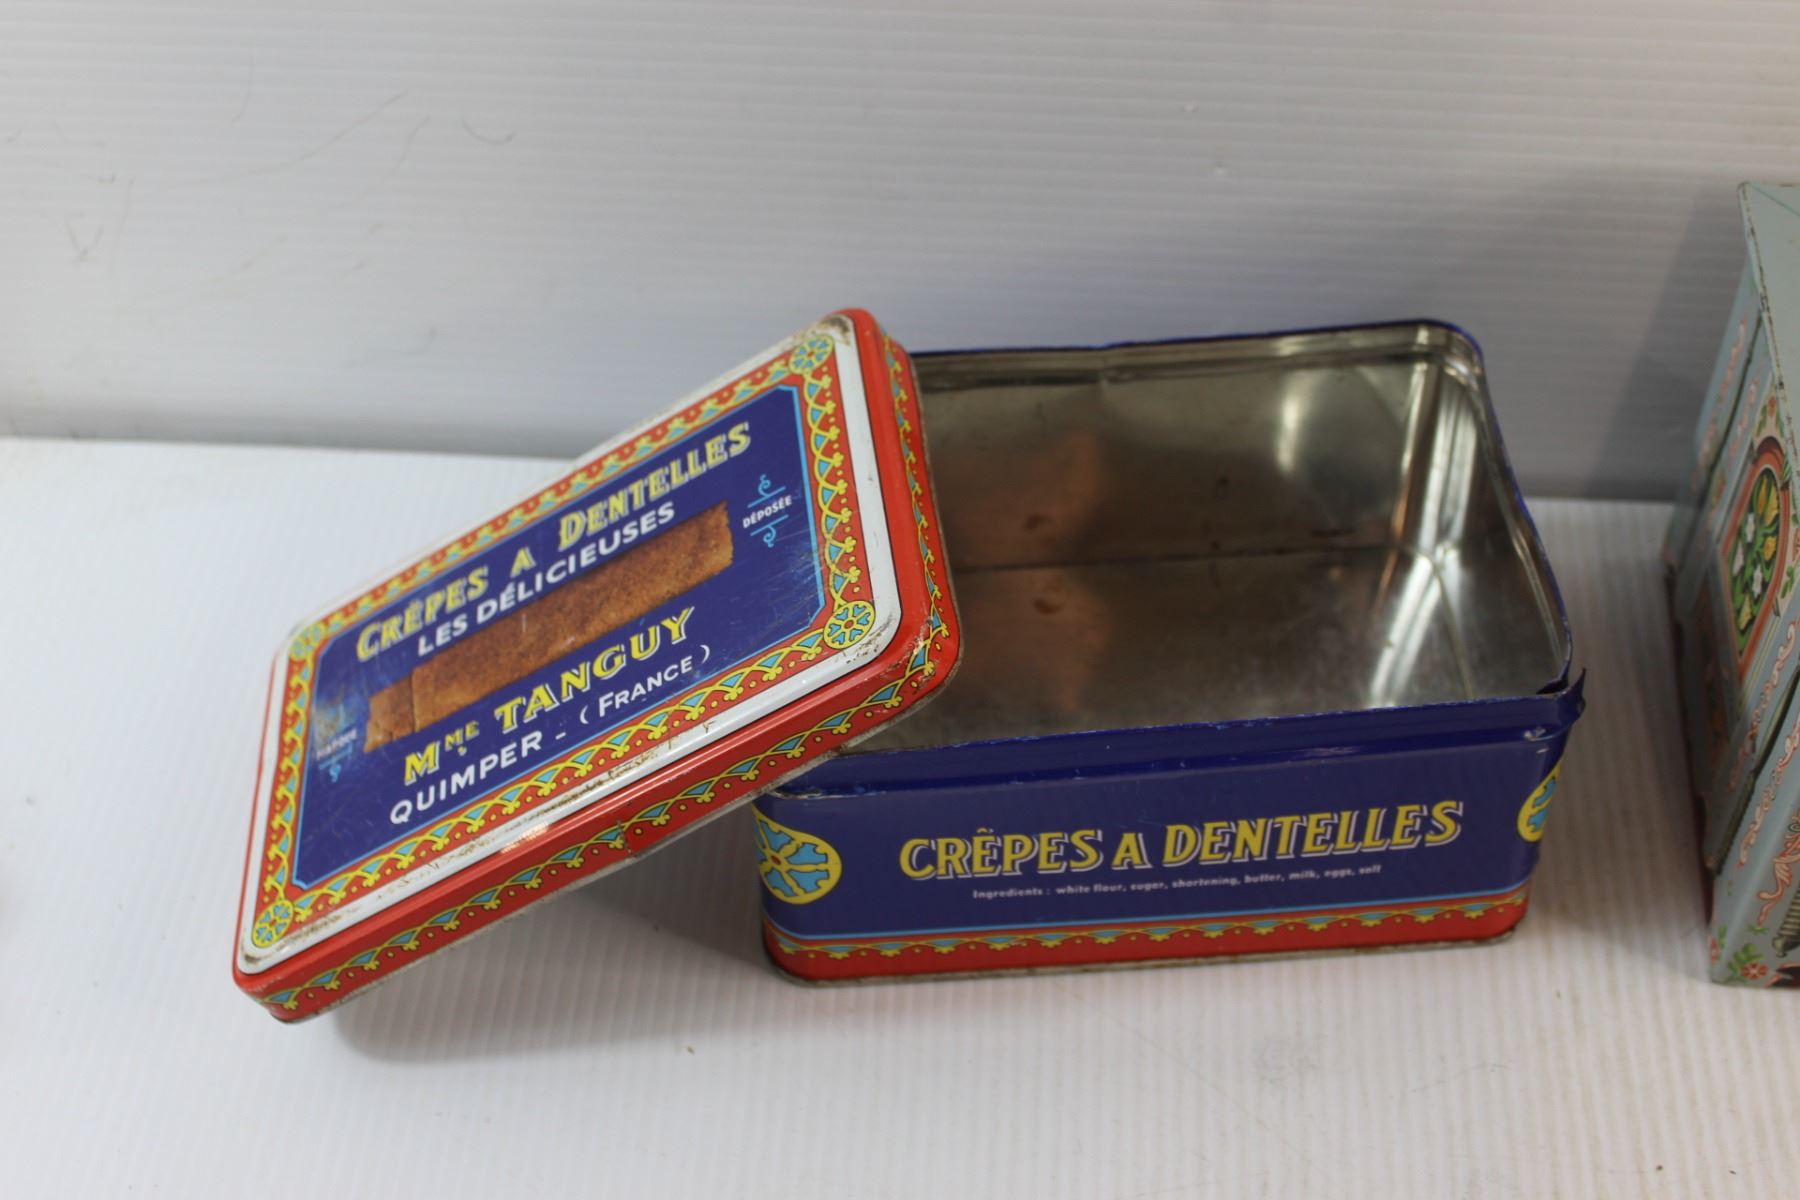 CRÊPES A DENTELLES
LES DÉLICIEUSES
MARQUE
DÉPOSÉE
Mme. TANGUY
QUIMPER - (FRANCE)
CRÊPES A DENTELLES
Ingredients : white flour, sugar, shortening, butter, milk, eggs, salt